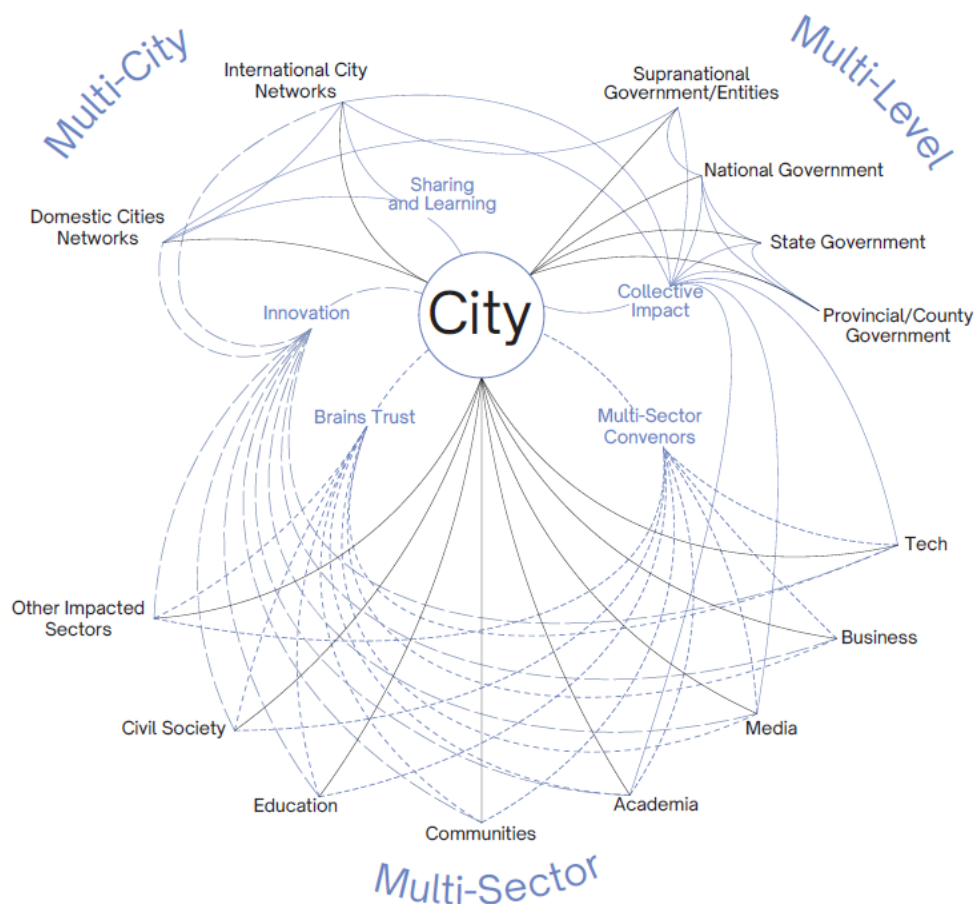 Multi-City
Multi-Level
International City
Networks
Supranational
Government/Entities
National Government
Sharing
and Learning
Domestic Cities
Networks
State Government
Innovation
City
Collective
Impact
Provincial/County
Government
Brains Trust
Multi-Sector
Convenors
Tech
Other Impacted
Sectors
Business
Civil Society
Media
Education
Academia
Communities
Multi-Sector